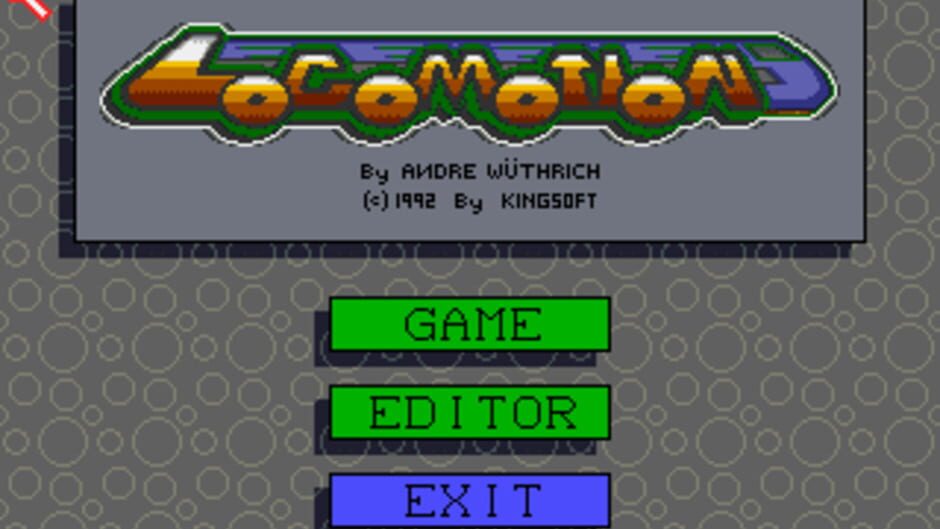 LOCOMOTION
By ANDRE WÜTHRICH
(c) 1992 By KINGSOFT
GAME
EDITOR
EXIT